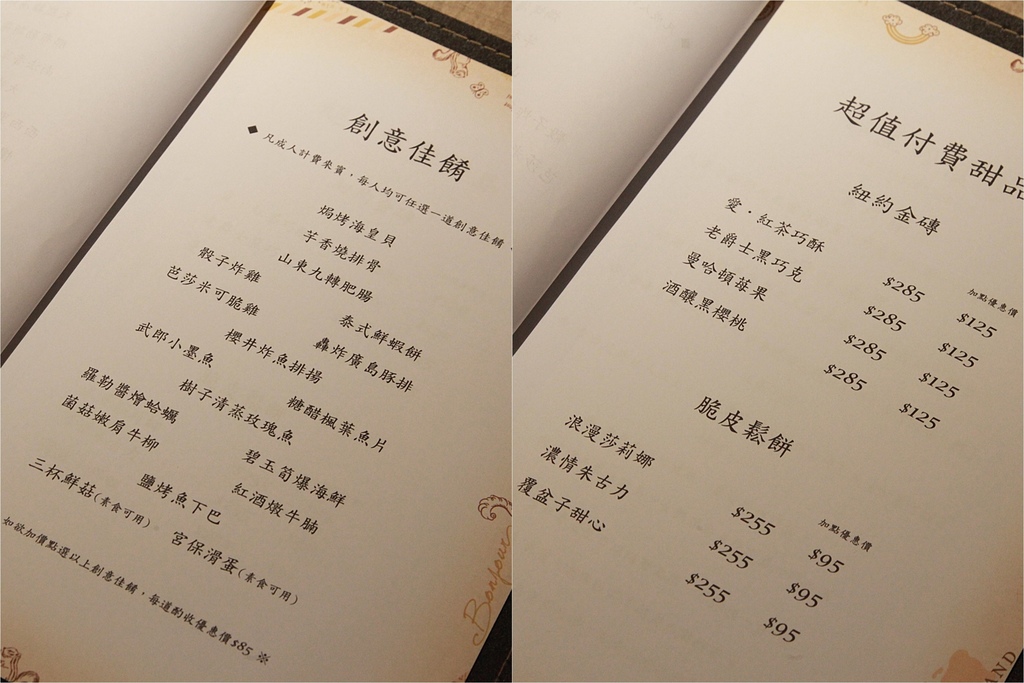 創意佳餚
◆ 凡成人計費來賓，每人均可任選一道創意佳餚。
焗烤海皇貝
芋香燒排骨
山東九轉肥腸
骰子炸雞 泰式鮮蝦餅
芭莎米可脆雞 轟炸廣島豚排
櫻井炸魚排揚
武郎小墨魚 糖醋楓葉魚片
樹子清蒸玫瑰魚
羅勒醬燴蛤蠣 碧玉筍爆海鮮
菌菇嫩肩牛柳 紅酒燉牛腩
鹽烤魚下巴
三杯鮮菇(素食可用) 宮保滑蛋(素食可用)
如欲加價點選以上創意佳餚，每道酌收優惠價$85 ※
Bonjour
超值付費甜品
紐約金磚
加點優惠價
愛‧紅茶巧酥 $285 $125
老爵士黑巧克 $285 $125
曼哈頓莓果 $285 $125
酒釀黑櫻桃 $285 $125
脆皮鬆餅
加點優惠價
浪漫莎莉娜 $255 $95
濃情朱古力 $255 $95
覆盆子甜心 $255 $95
AND